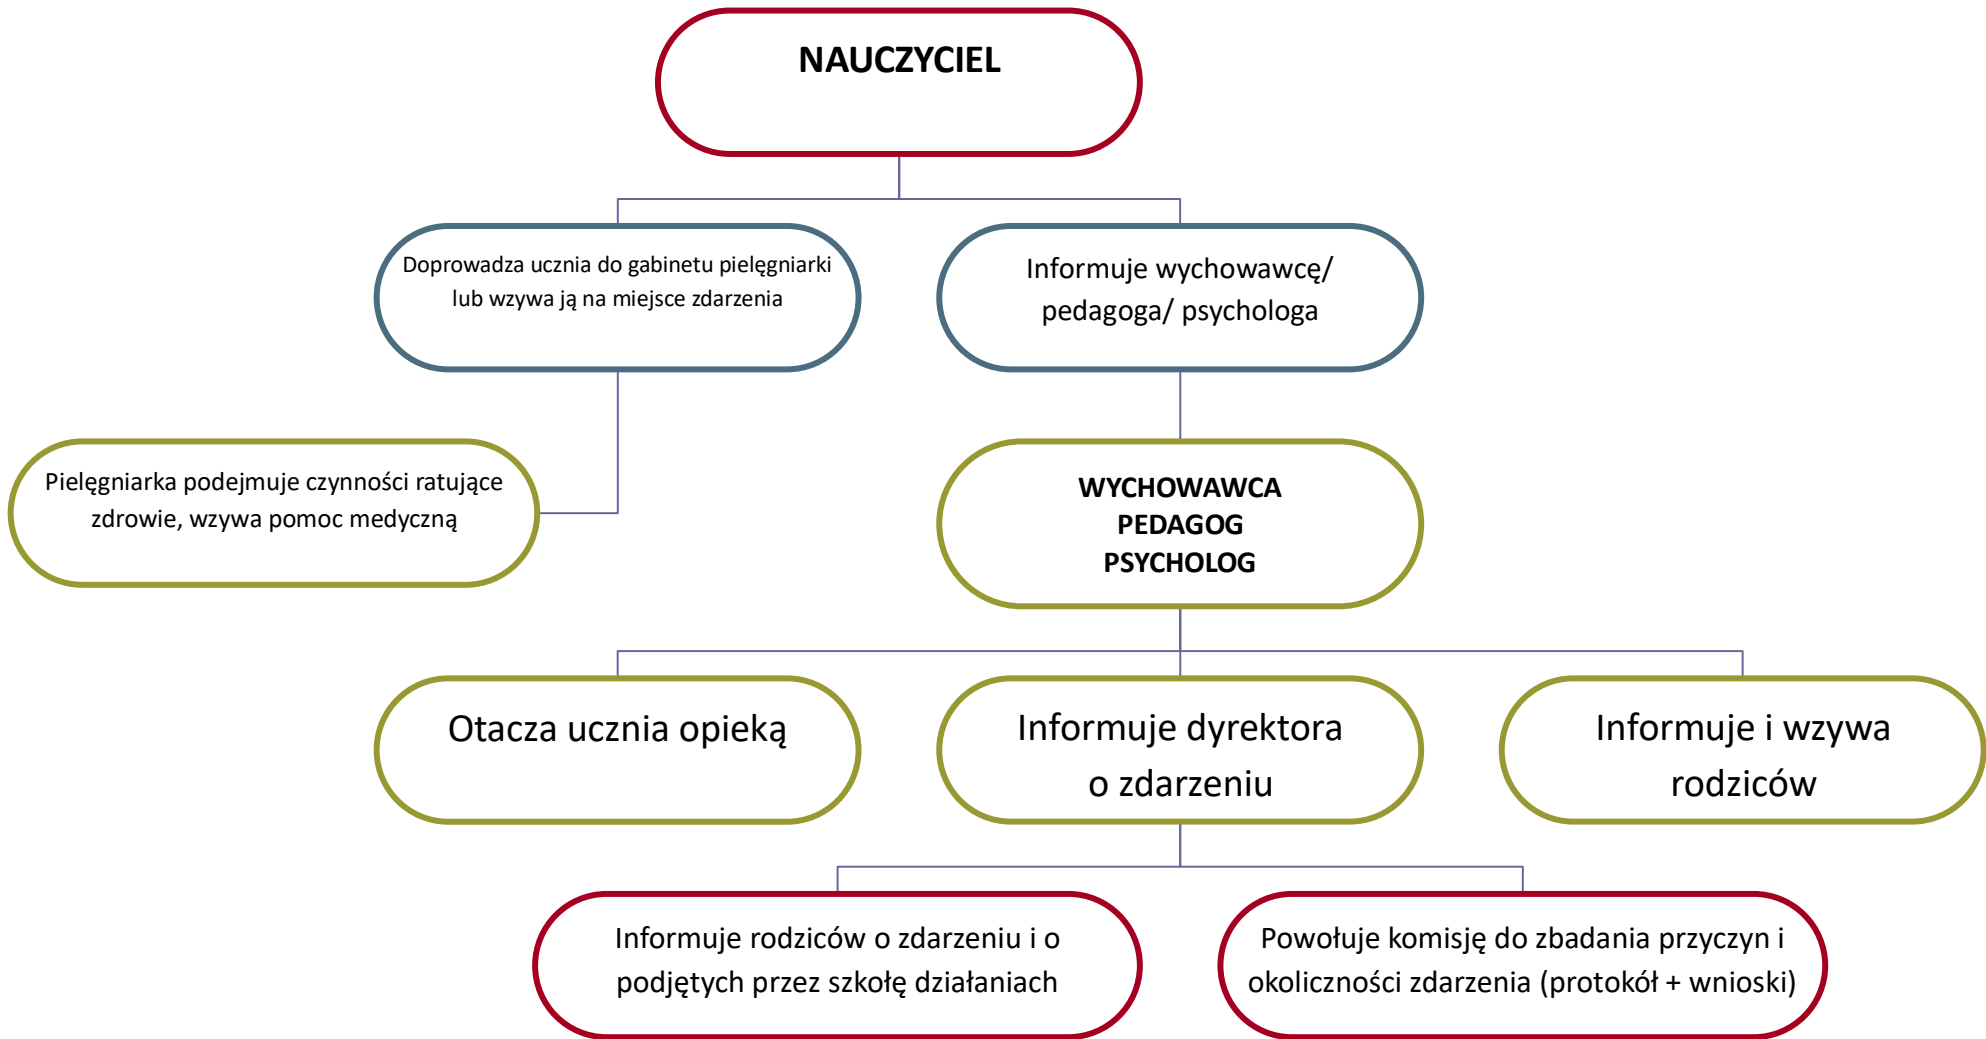 NAUCZYCIEL
Doprowadza ucznia do gabinetu pielęgniarki
lub wzywa ją na miejsce zdarzenia
Informuje wychowawcę/
pedagoga/ psychologa
Pielęgniarka podejmuje czynności ratujące
zdrowie, wzywa pomoc medyczną
WYCHOWAWCA
PEDAGOG
PSYCHOLOG
Otacza ucznia opieką
Informuje dyrektora
o zdarzeniu
Informuje i wzywa
rodziców
Informuje rodziców o zdarzeniu i o
podjętych przez szkołę działaniach
Powołuje komisję do zbadania przyczyn i
okoliczności zdarzenia (protokół + wnioski)